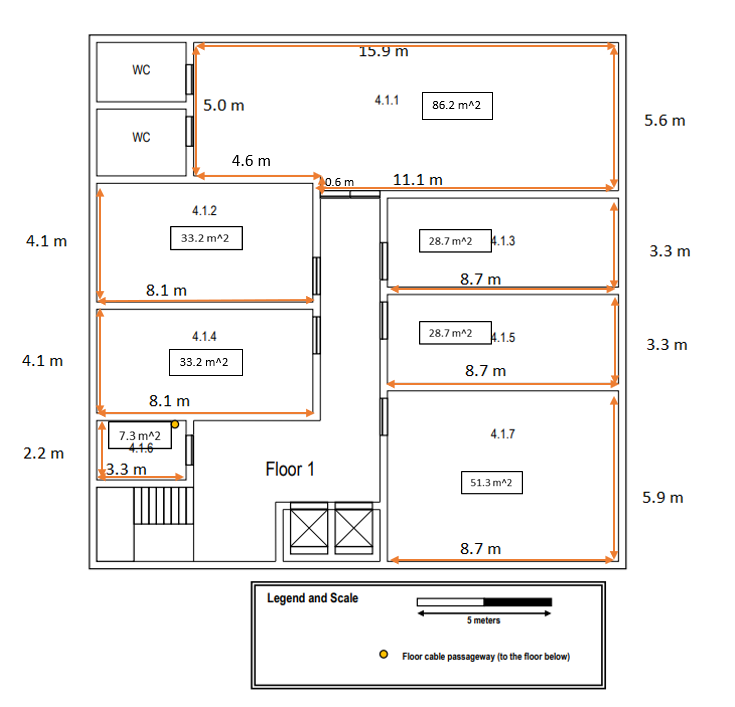 WC
15.9 m
5.0 m
4.1.1
86.2 m^2
5.6 m
WC
4.6 m
0.6 m
11.1 m
4.1.2
33.2 m^2
4.1 m
8.1 m
28.7 m^2
4.1.3
3.3 m
8.7 m
4.1.4
33.2 m^2
4.1 m
8.1 m
28.7 m^2
4.1.5
3.3 m
8.7 m
7.3 m^2
4.1.6
2.2 m
3.3 m
Floor 1
4.1.7
51.3 m^2
5.9 m
8.7 m
Legend and Scale
5 meters
Floor cable passageway (to the floor below)